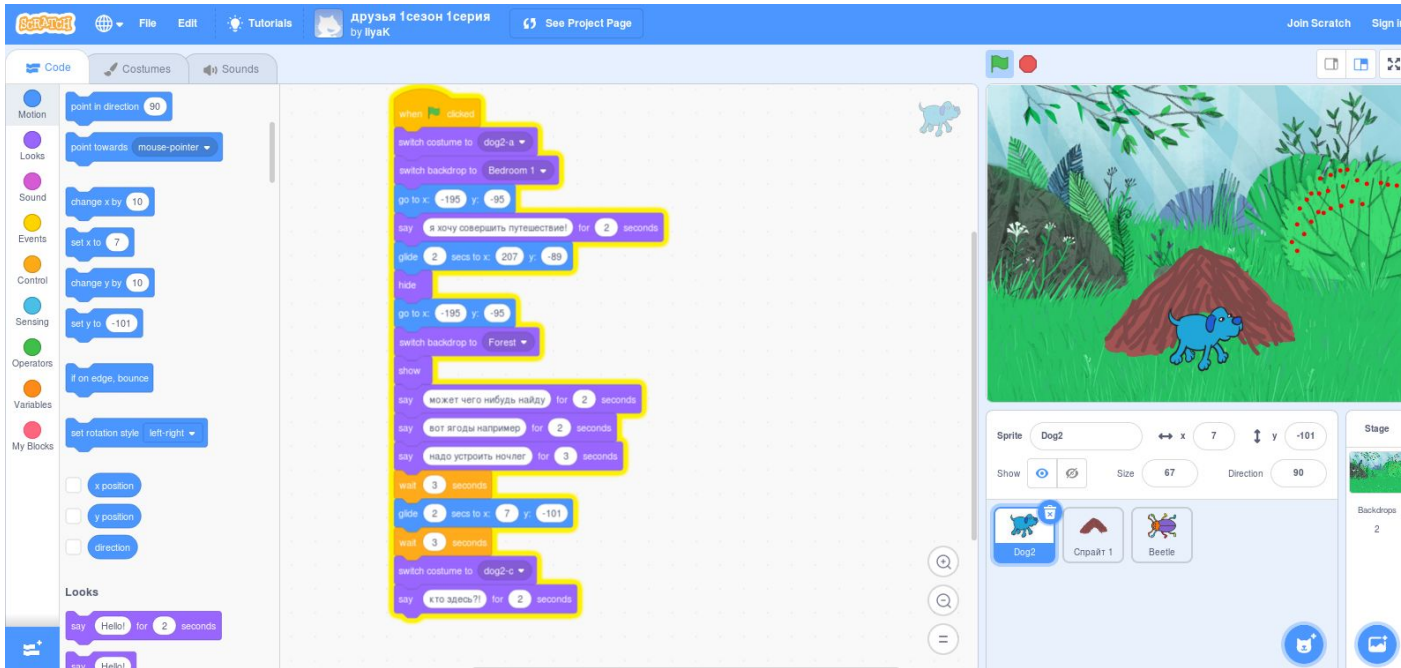 SCRATCH File Edit Tutorials друзья 1сезон 1серия See Project Page Join Scratch
by IlyaK
Code Costumes Sounds
Motion
Looks
Sound
Events
Control
Sensing
Operators
Variables
My Blocks
point in direction 90
point towards mouse-pointer
change x by 10
set x to 7
change y by 10
set y to -101
if on edge, bounce
set rotation style left-right
x position
y position
direction
Looks
say Hello! for 2 seconds
say Hello!
when clicked
switch costume to dog2-a
switch backdrop to Bedroom 1
go to x: -195 y: -95
say я хочу совершить путешествие! for 2 seconds
glide 2 secs to x: 207 y: -89
hide
go to x: -195 y: -95
switch backdrop to Forest
show
say может чего нибудь найду for 2 seconds
say вот ягоды например for 2 seconds
say надо устроить ночлег for 3 seconds
wait 3 seconds
glide 2 secs to x: 7 y: -101
wait 3 seconds
switch costume to dog2-c
say кто здесь?! for 2 seconds
Sprite Dog2 x 7 y -101
Show Size 67 Direction 90
Dog2 Спрайт 1 Beetle
Stage
Backdrops
2